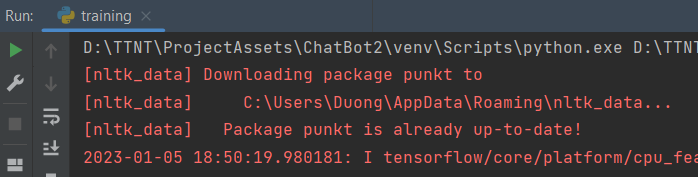 Run: training
D:\TTNT\ProjectAssets\ChatBot2\venv\Scripts\python.exe D:\TTNT
[nltk_data] Downloading package punkt to
[nltk_data]     C:\Users\Duong\AppData\Roaming\nltk_data...
[nltk_data]   Package punkt is already up-to-date!
2023-01-05 18:50:19.980181: I tensorflow/core/platform/cpu_fea